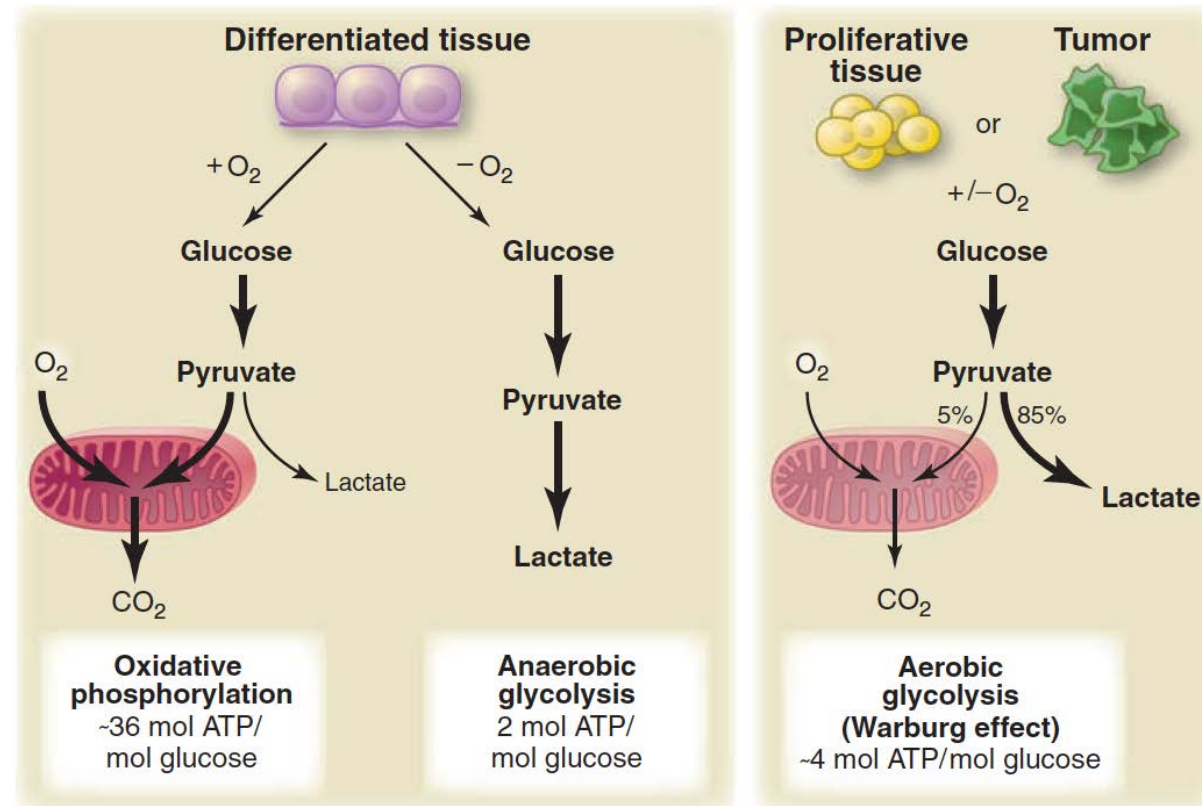 Differentiated tissue
+O2
−O2
Glucose
Glucose
O2
Pyruvate
Pyruvate
Lactate
Lactate
CO2
Oxidative
phosphorylation
~36 mol ATP/
mol glucose
Anaerobic
glycolysis
2 mol ATP/
mol glucose
Proliferative
tissue
or
Tumor
+/−O2
Glucose
O2
Pyruvate
5%
85%
Lactate
CO2
Aerobic
glycolysis
(Warburg effect)
~4 mol ATP/mol glucose